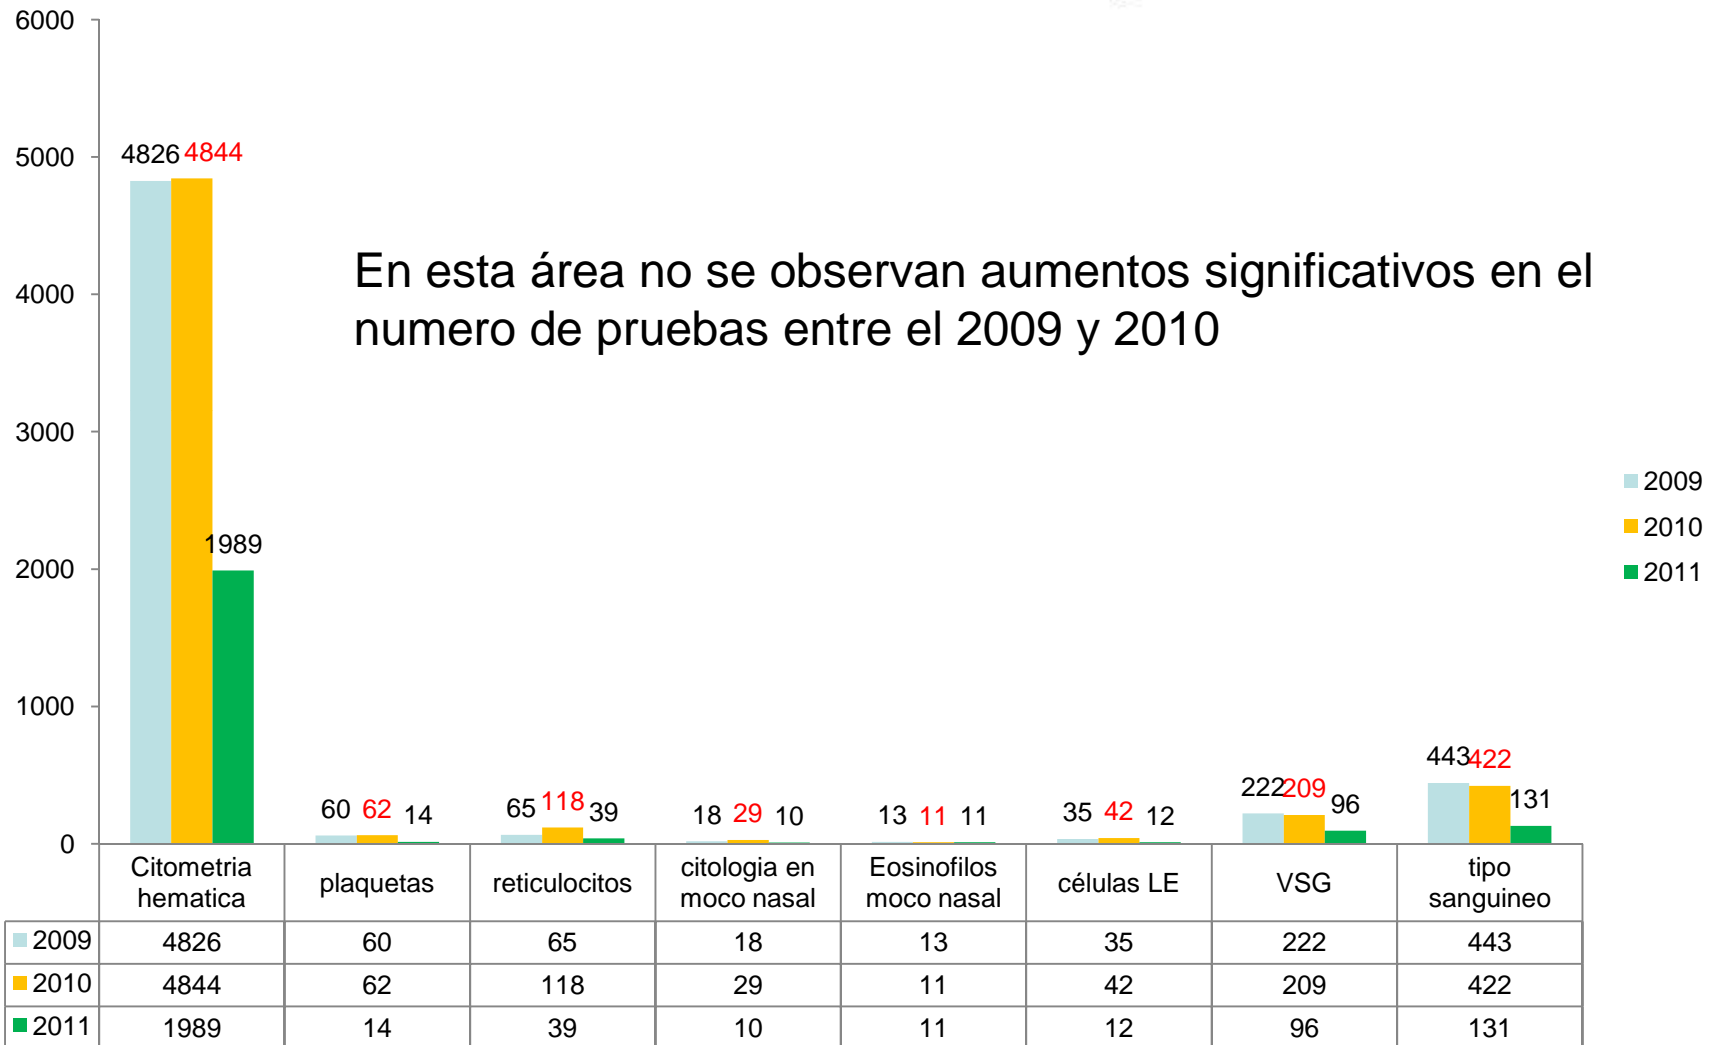 6000
5000
4000
3000
2000
1000
0
4826 4844 1989
60 62 14
65 118 39
18 29 10
13 11 11
35 42 12
222 209 96
443 422 131
En esta área no se observan aumentos significativos en el
numero de pruebas entre el 2009 y 2010
2009
2010
2011
Citometria
hematica
plaquetas
reticulocitos
citologia en
moco nasal
Eosinofilos
moco nasal
células LE
VSG
tipo
sanguineo
2009 4826 60 65 18 13 35 222 443
2010 4844 62 118 29 11 42 209 422
2011 1989 14 39 10 11 12 96 131